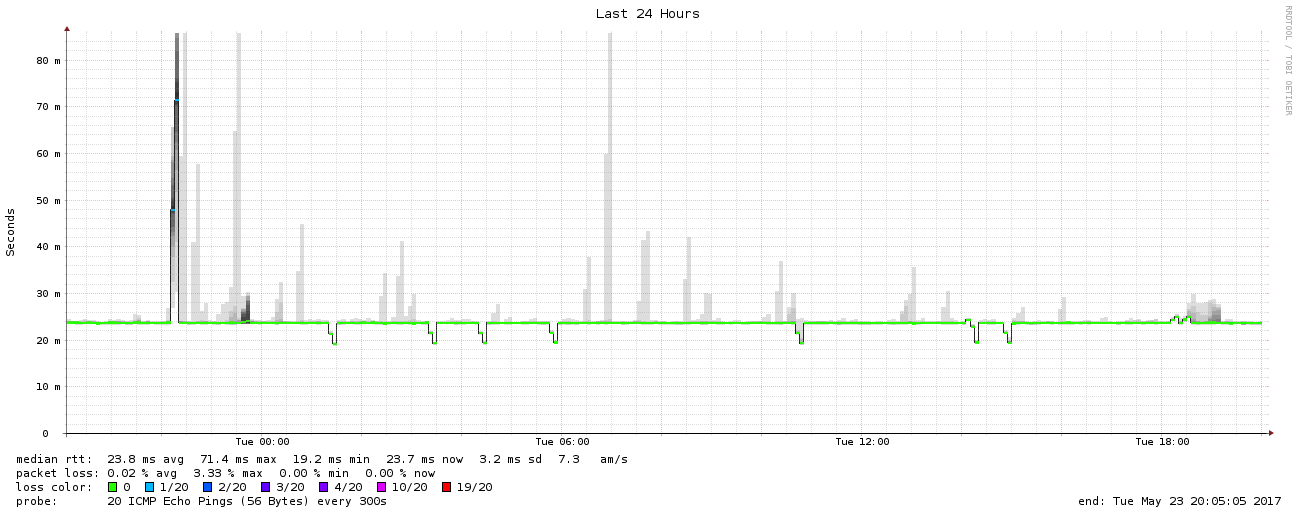 Last 24 Hours
RRDTOOL / TOBI OETIKER
Seconds
80 m
70 m
60 m
50 m
40 m
30 m
20 m
10 m
0
Tue 00:00 Tue 06:00 Tue 12:00 Tue 18:00
median rtt: 23.8 ms avg 71.4 ms max 19.2 ms min 23.7 ms now 3.2 ms sd 7.3 am/s
packet loss: 0.02 % avg 3.33 % max 0.00 % min 0.00 % now
loss color: 0 1/20 2/20 3/20 4/20 10/20 19/20
probe: 20 ICMP Echo Pings (56 Bytes) every 300s end: Tue May 23 20:05:05 2017